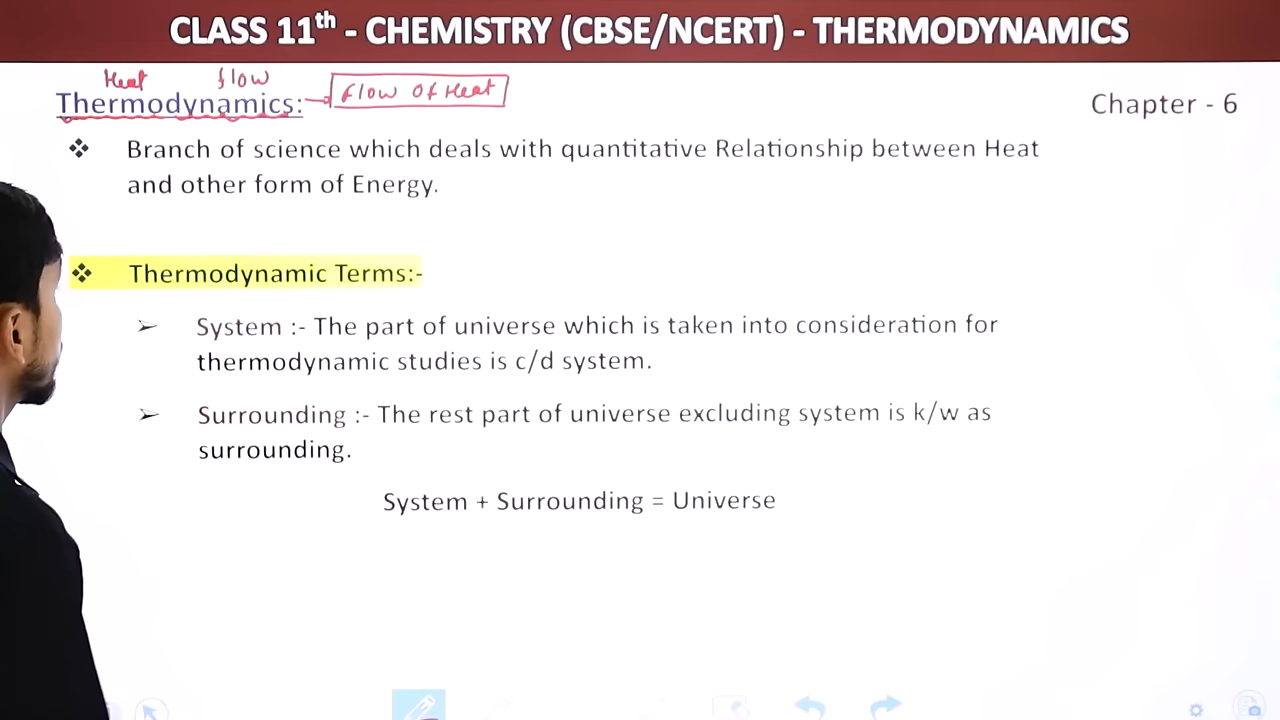 CLASS 11th - CHEMISTRY (CBSE/NCERT) - THERMODYNAMICS
Heat flow
Thermodynamics: flow of Heat
Chapter - 6
Branch of science which deals with quantitative Relationship between Heat
and other form of Energy.
Thermodynamic Terms:-
System :- The part of universe which is taken into consideration for
thermodynamic studies is c/d system.
Surrounding :- The rest part of universe excluding system is k/w as
surrounding.
System + Surrounding = Universe